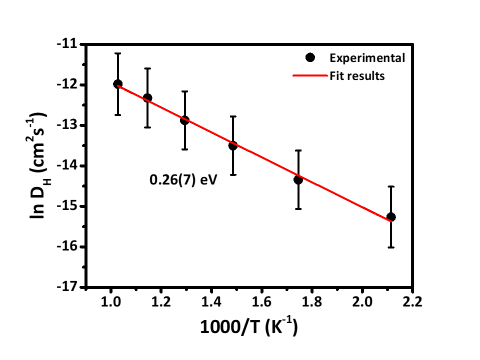 -11
-12
-13
-14
-15
-16
-17
ln D_H (cm²s⁻¹)
Experimental
Fit results
0.26(7) eV
1.0 1.2 1.4 1.6 1.8 2.0 2.2
1000/T (K⁻¹)